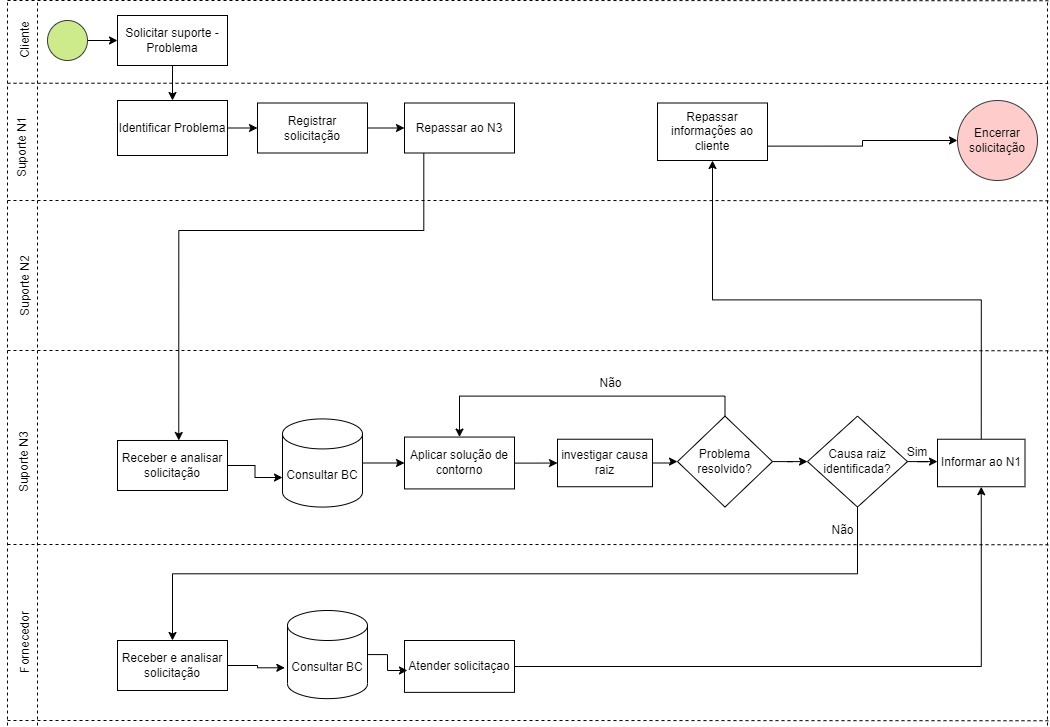 Cliente
Solicitar suporte -
Problema
Suporte N1
Identificar Problema
Registrar
solicitação
Repassar ao N3
Repassar
informações ao
cliente
Encerrar
solicitação
Suporte N2
Suporte N3
Não
Receber e analisar
solicitação
Consultar BC
Aplicar solução de
contorno
investigar causa
raiz
Problema
resolvido?
Causa raiz
identificada?
Sim
Informar ao N1
Não
Fornecedor
Receber e analisar
solicitação
Consultar BC
Atender solicitaçao